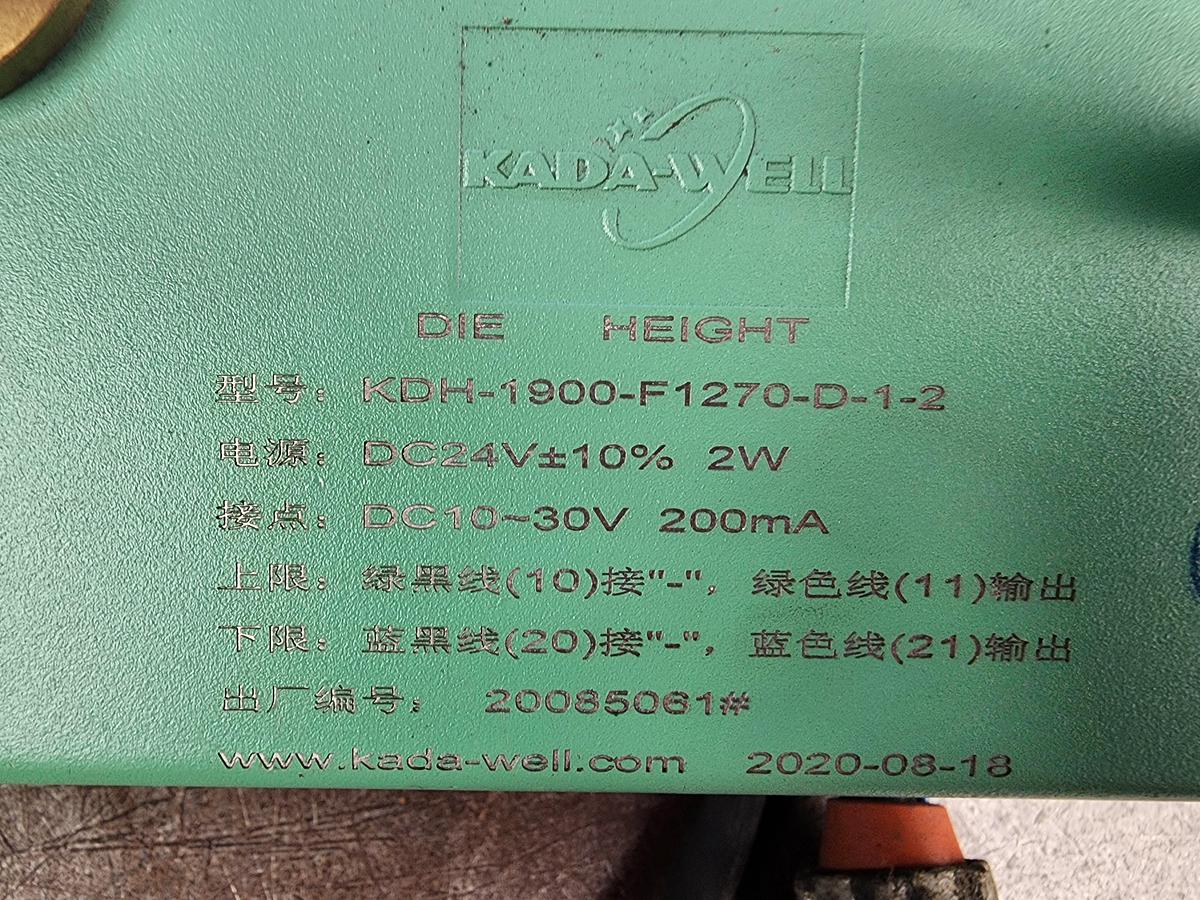 KADA-WELL
DIE HEIGHT
型号：KDH-1900-F1270-D-1-2
电源：DC24V±10% 2W
接点：DC10~30V 200mA
上限：绿黑线(10)接"-"，绿色线(11)输出
下限：蓝黑线(20)接"-"，蓝色线(21)输出
出厂编号： 20085061#
www.kada-well.com 2020-08-18